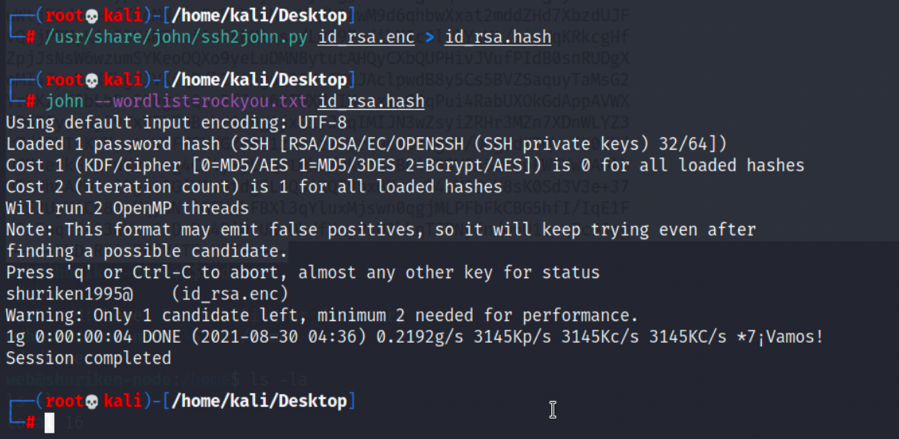 ┌──(root💀kali)-[/home/kali/Desktop]
└─# /usr/share/john/ssh2john.py id_rsa.enc > id_rsa.hash
┌──(root💀kali)-[/home/kali/Desktop]
└─# john --wordlist=rockyou.txt id_rsa.hash
Using default input encoding: UTF-8
Loaded 1 password hash (SSH [RSA/DSA/EC/OPENSSH (SSH private keys) 32/64])
Cost 1 (KDF/cipher [0=MD5/AES 1=MD5/3DES 2=Bcrypt/AES]) is 0 for all loaded hashes
Cost 2 (iteration count) is 1 for all loaded hashes
Will run 2 OpenMP threads
Note: This format may emit false positives, so it will keep trying even after
finding a possible candidate.
Press 'q' or Ctrl-C to abort, almost any other key for status
shuriken1995@    (id_rsa.enc)
Warning: Only 1 candidate left, minimum 2 needed for performance.
1g 0:00:00:04 DONE (2021-08-30 04:36) 0.2192g/s 3145Kp/s 3145Kc/s 3145KC/s *7¡Vamos!
Session completed
┌──(root💀kali)-[/home/kali/Desktop]
└─#